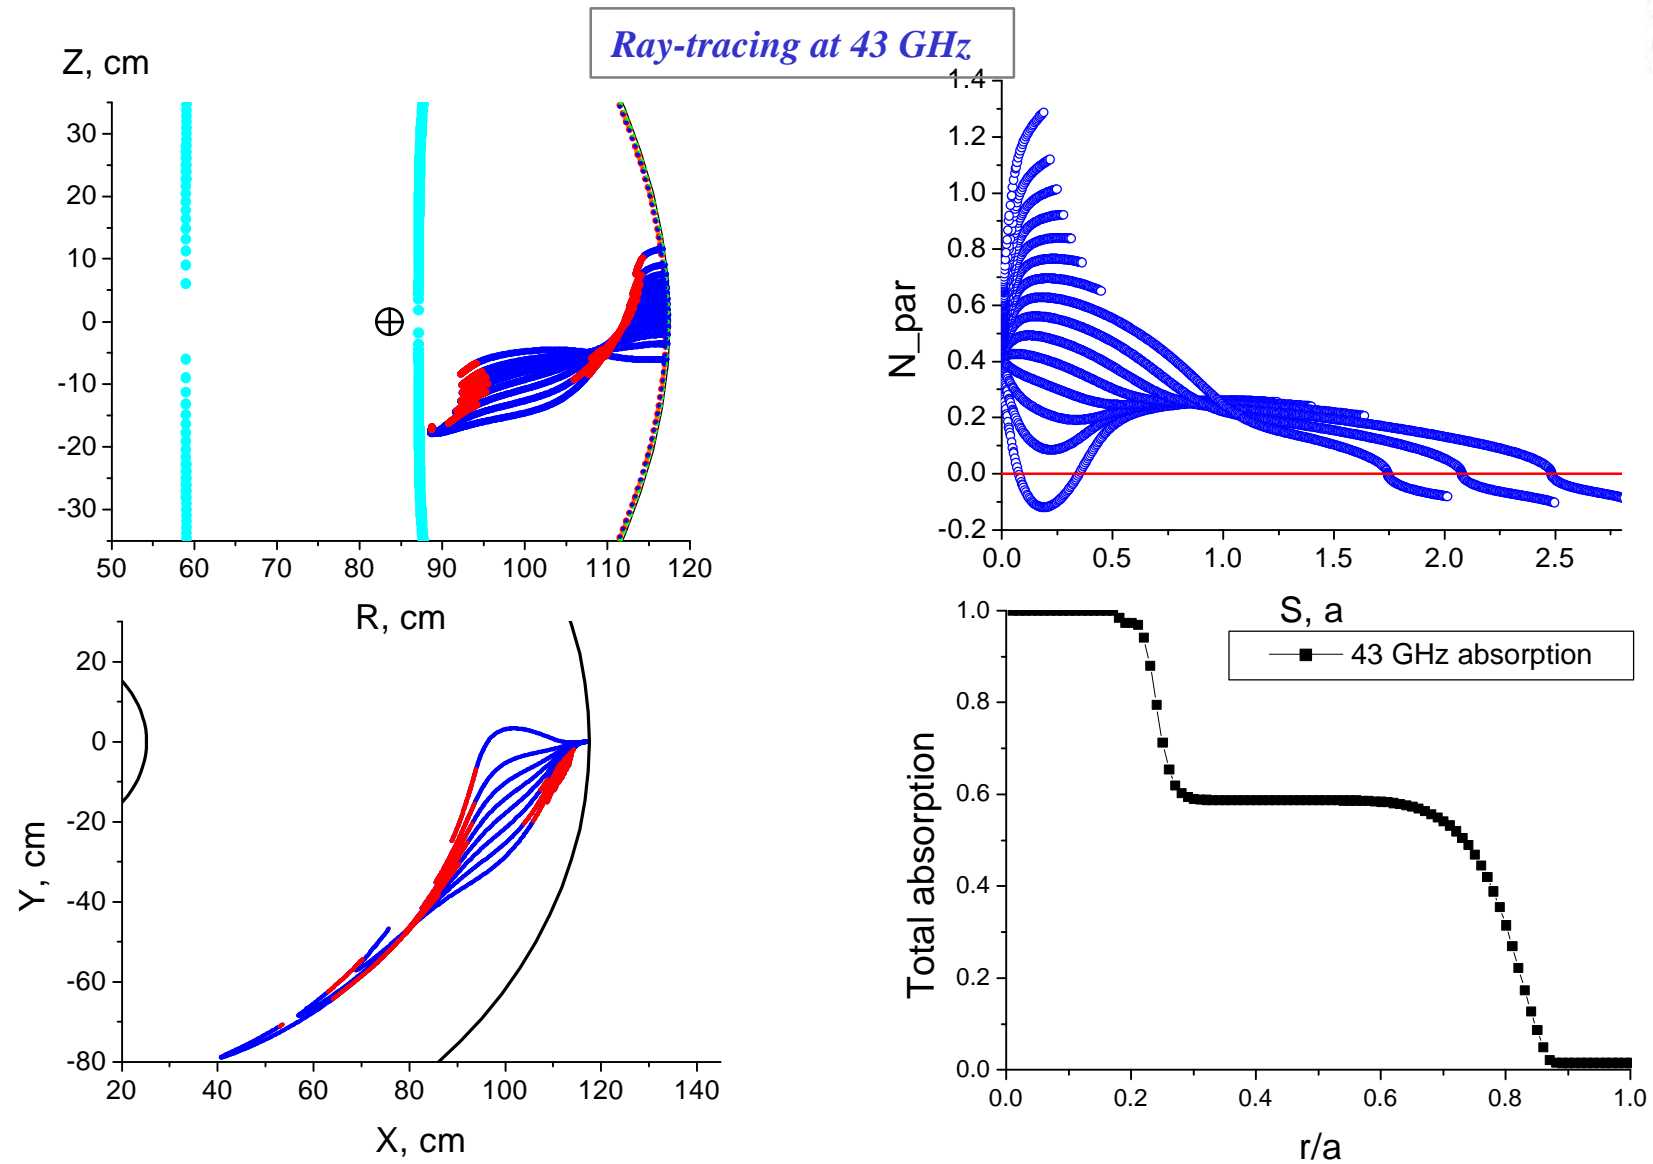 Ray-tracing at 43 GHz
Z, cm
30
20
10
0
-10
-20
-30
50 60 70 80 90 100 110 120
R, cm
1.4
1.2
1.0
0.8
0.6
0.4
0.2
0.0
-0.2
N_par
0.0 0.5 1.0 1.5 2.0 2.5
S, a
20
0
-20
-40
-60
-80
Y, cm
20 40 60 80 100 120 140
X, cm
1.0
0.8
0.6
0.4
0.2
0.0
Total absorption
43 GHz absorption
0.0 0.2 0.4 0.6 0.8 1.0
r/a